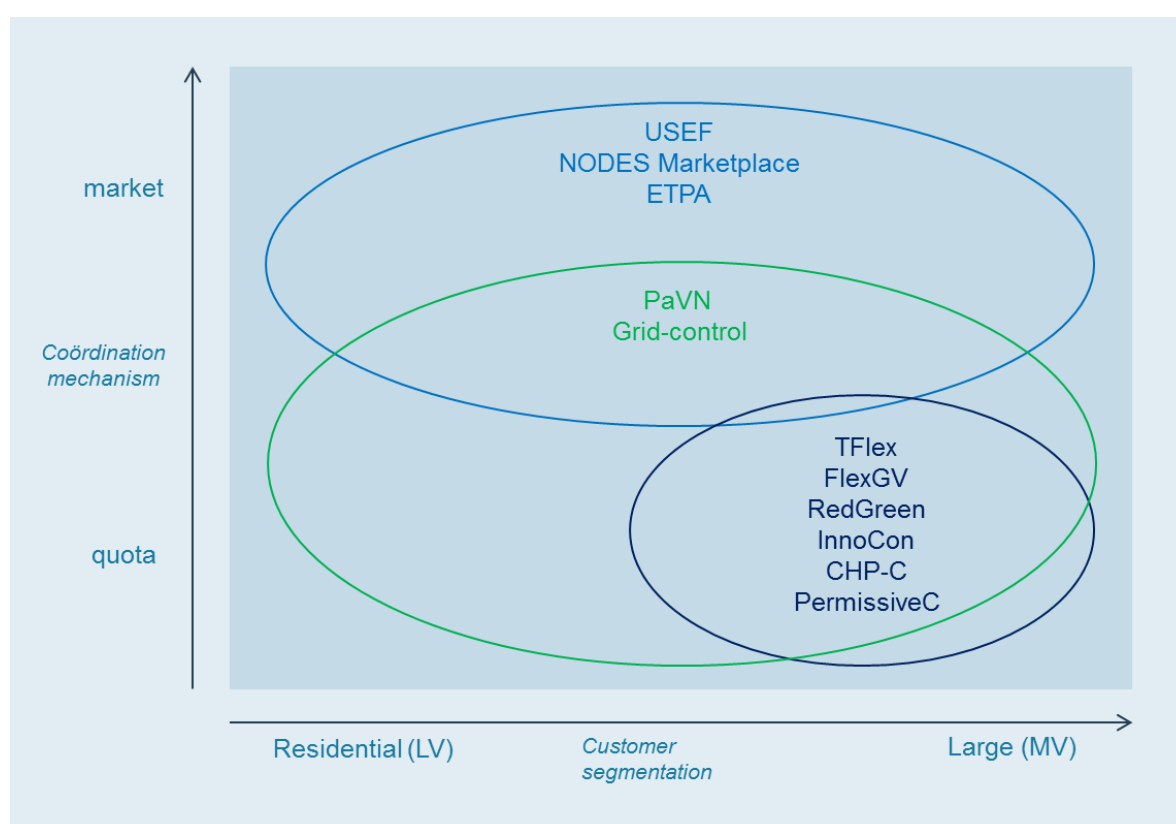 USEF
NODES Marketplace
ETPA
market
PaVN
Grid-control
Coördination
mechanism
TFlex
FlexGV
RedGreen
InnoCon
CHP-C
PermissiveC
quota
Residential (LV)
Customer
segmentation
Large (MV)